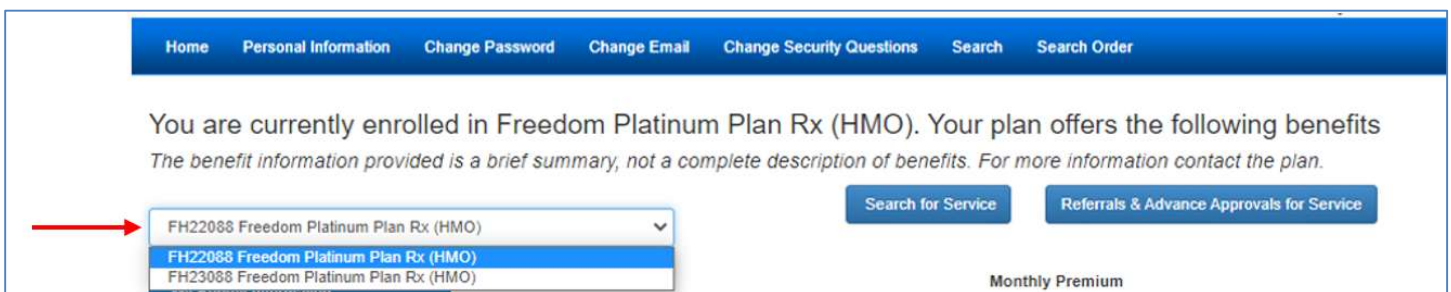 Home Personal Information Change Password Change Email Change Security Questions Search Search Order
You are currently enrolled in Freedom Platinum Plan Rx (HMO). Your plan offers the following benefits
The benefit information provided is a brief summary, not a complete description of benefits. For more information contact the plan.
Search for Service Referrals & Advance Approvals for Service
FH22088 Freedom Platinum Plan Rx (HMO)
FH22088 Freedom Platinum Plan Rx (HMO)
FH23088 Freedom Platinum Plan Rx (HMO)
Monthly Premium